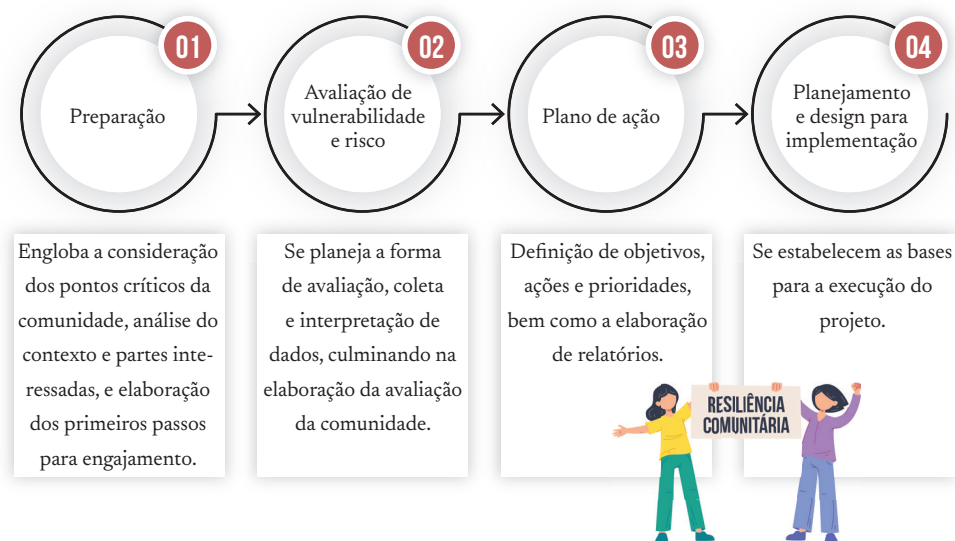 01
Preparação
Engloba a consideração
dos pontos críticos da
comunidade, análise do
contexto e partes inte-
ressadas, e elaboração
dos primeiros passos
para engajamento.
02
Avaliação de
vulnerabilidade
e risco
Se planeja a forma
de avaliação, coleta
e interpretação de
dados, culminando na
elaboração da avaliação
da comunidade.
03
Plano de ação
Definição de objetivos,
ações e prioridades,
bem como a elaboração
de relatórios.
04
Planejamento
e design para
implementação
Se estabelecem as bases
para a execução do
projeto.
RESILIÊNCIA
COMUNITÁRIA